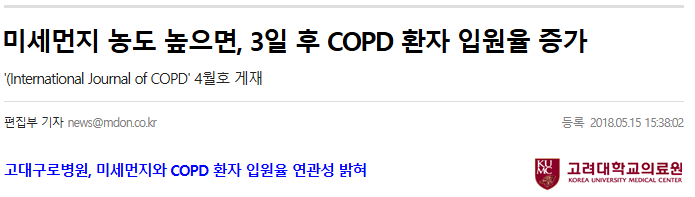 미세먼지 농도 높으면, 3일 후 COPD 환자 입원율 증가
'(International Journal of COPD' 4월호 게재
편집부 기자 news@mdon.co.kr 등록 2018.05.15 15:38:02
고대구로병원, 미세먼지와 COPD 환자 입원율 연관성 밝혀
KU
MC
고려대학교의료원
KOREA UNIVERSITY MEDICAL CENTER